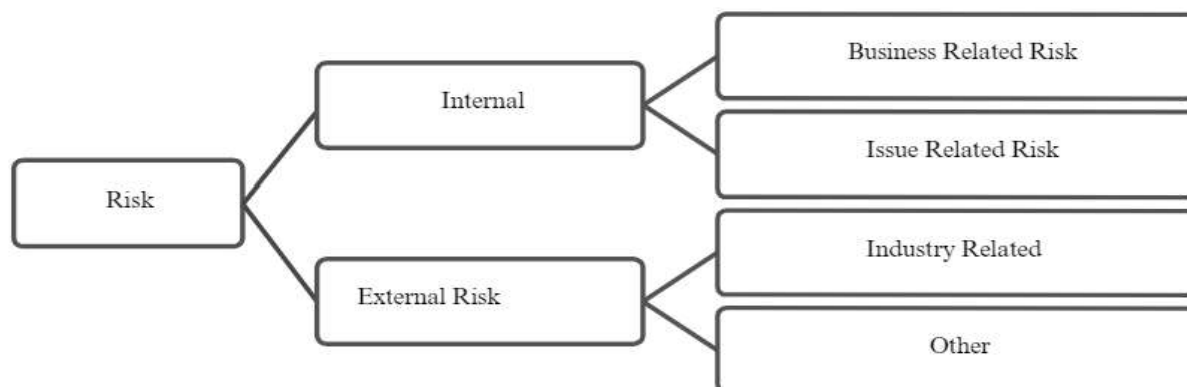 Risk
Internal
External Risk
Business Related Risk
Issue Related Risk
Industry Related
Other